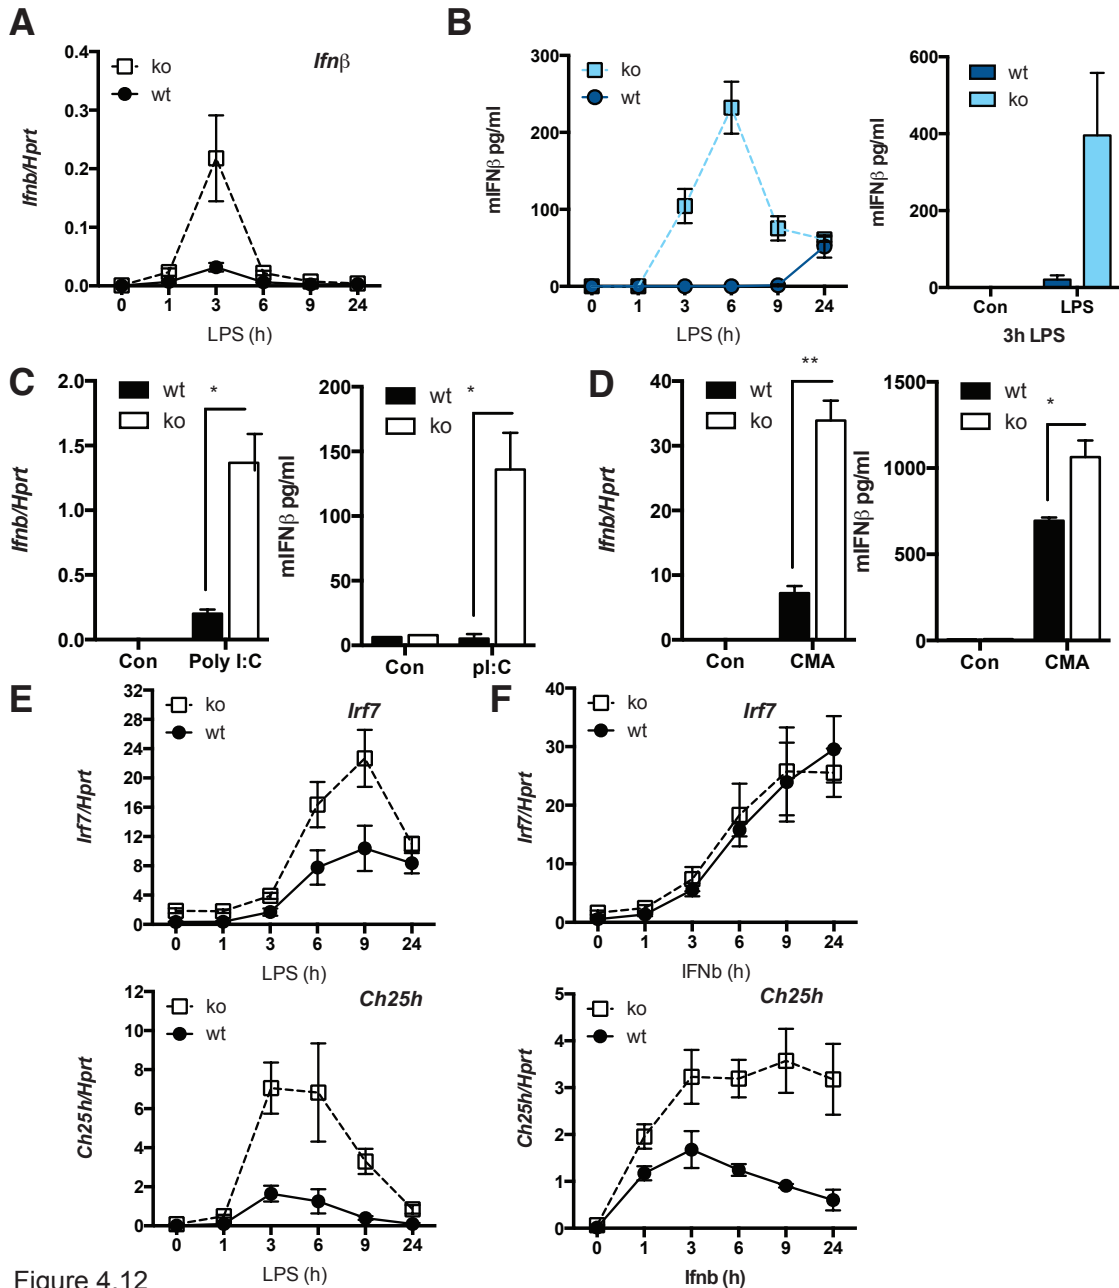 A
Ifnβ
ko
wt
0.4
0.3
0.2
0.1
0.0
Ifnb/Hprt
0 1 3 6 9 24
LPS (h)
B
ko
wt
300
200
100
0
mIFNβ pg/ml
0 1 3 6 9 24
LPS (h)
wt
ko
600
400
200
0
mIFNβ pg/ml
Con LPS
3h LPS
C
wt
ko
*
2.0
1.5
1.0
0.5
0.0
Ifnb/Hprt
Con Poly I:C
wt
ko
*
200
150
100
50
0
mIFNβ pg/ml
Con pI:C
D
wt
ko
**
40
30
20
10
0
Ifnb/Hprt
Con CMA
wt
ko
*
1500
1000
500
0
mIFNβ pg/ml
Con CMA
E
Irf7
ko
wt
32
28
24
20
16
12
8
4
0
Irf7/Hprt
0 1 3 6 9 24
LPS (h)
Ch25h
ko
wt
12
10
8
6
4
2
0
Ch25h/Hprt
0 1 3 6 9 24
LPS (h)
F
Irf7
ko
wt
40
30
20
10
0
Irf7/Hprt
0 1 3 6 9 24
IFNb (h)
Ch25h
ko
wt
5
4
3
2
1
0
Ch25h/Hprt
0 1 3 6 9 24
Ifnb (h)
Figure 4.12